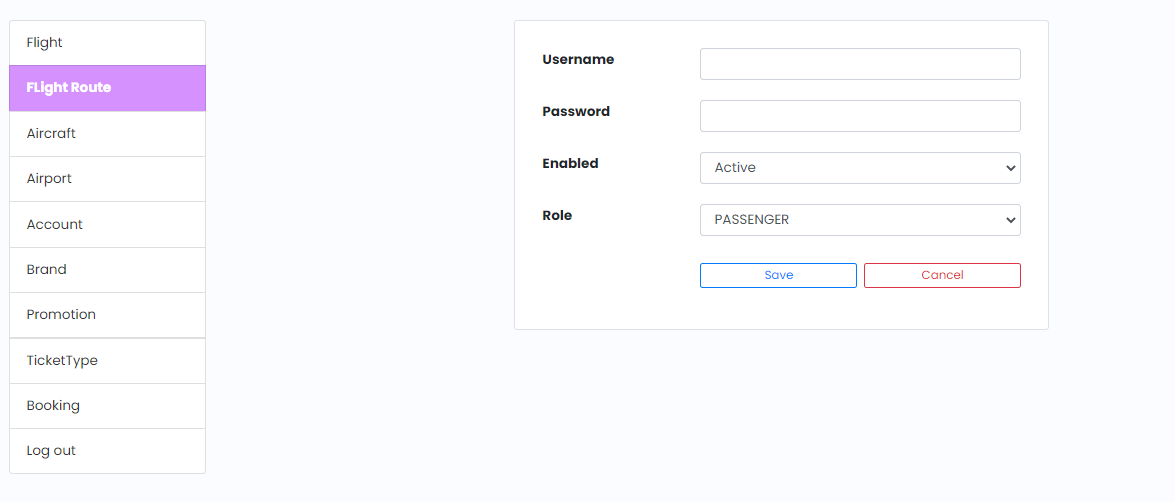 Flight
FLight Route
Aircraft
Airport
Account
Brand
Promotion
TicketType
Booking
Log out
Username
Password
Enabled
Active
Role
PASSENGER
Save
Cancel